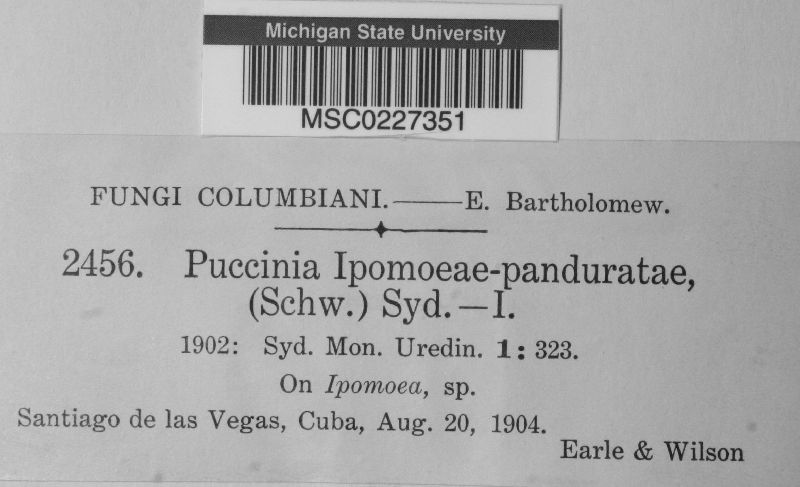 Michigan State University
MSC0227351
FUNGI COLUMBIANI.——E. Bartholomew.
2456. Puccinia Ipomoeae-panduratae,
(Schw.) Syd.—I.
1902: Syd. Mon. Uredin. 1: 323.
On Ipomoea, sp.
Santiago de las Vegas, Cuba, Aug. 20, 1904.
Earle & Wilson